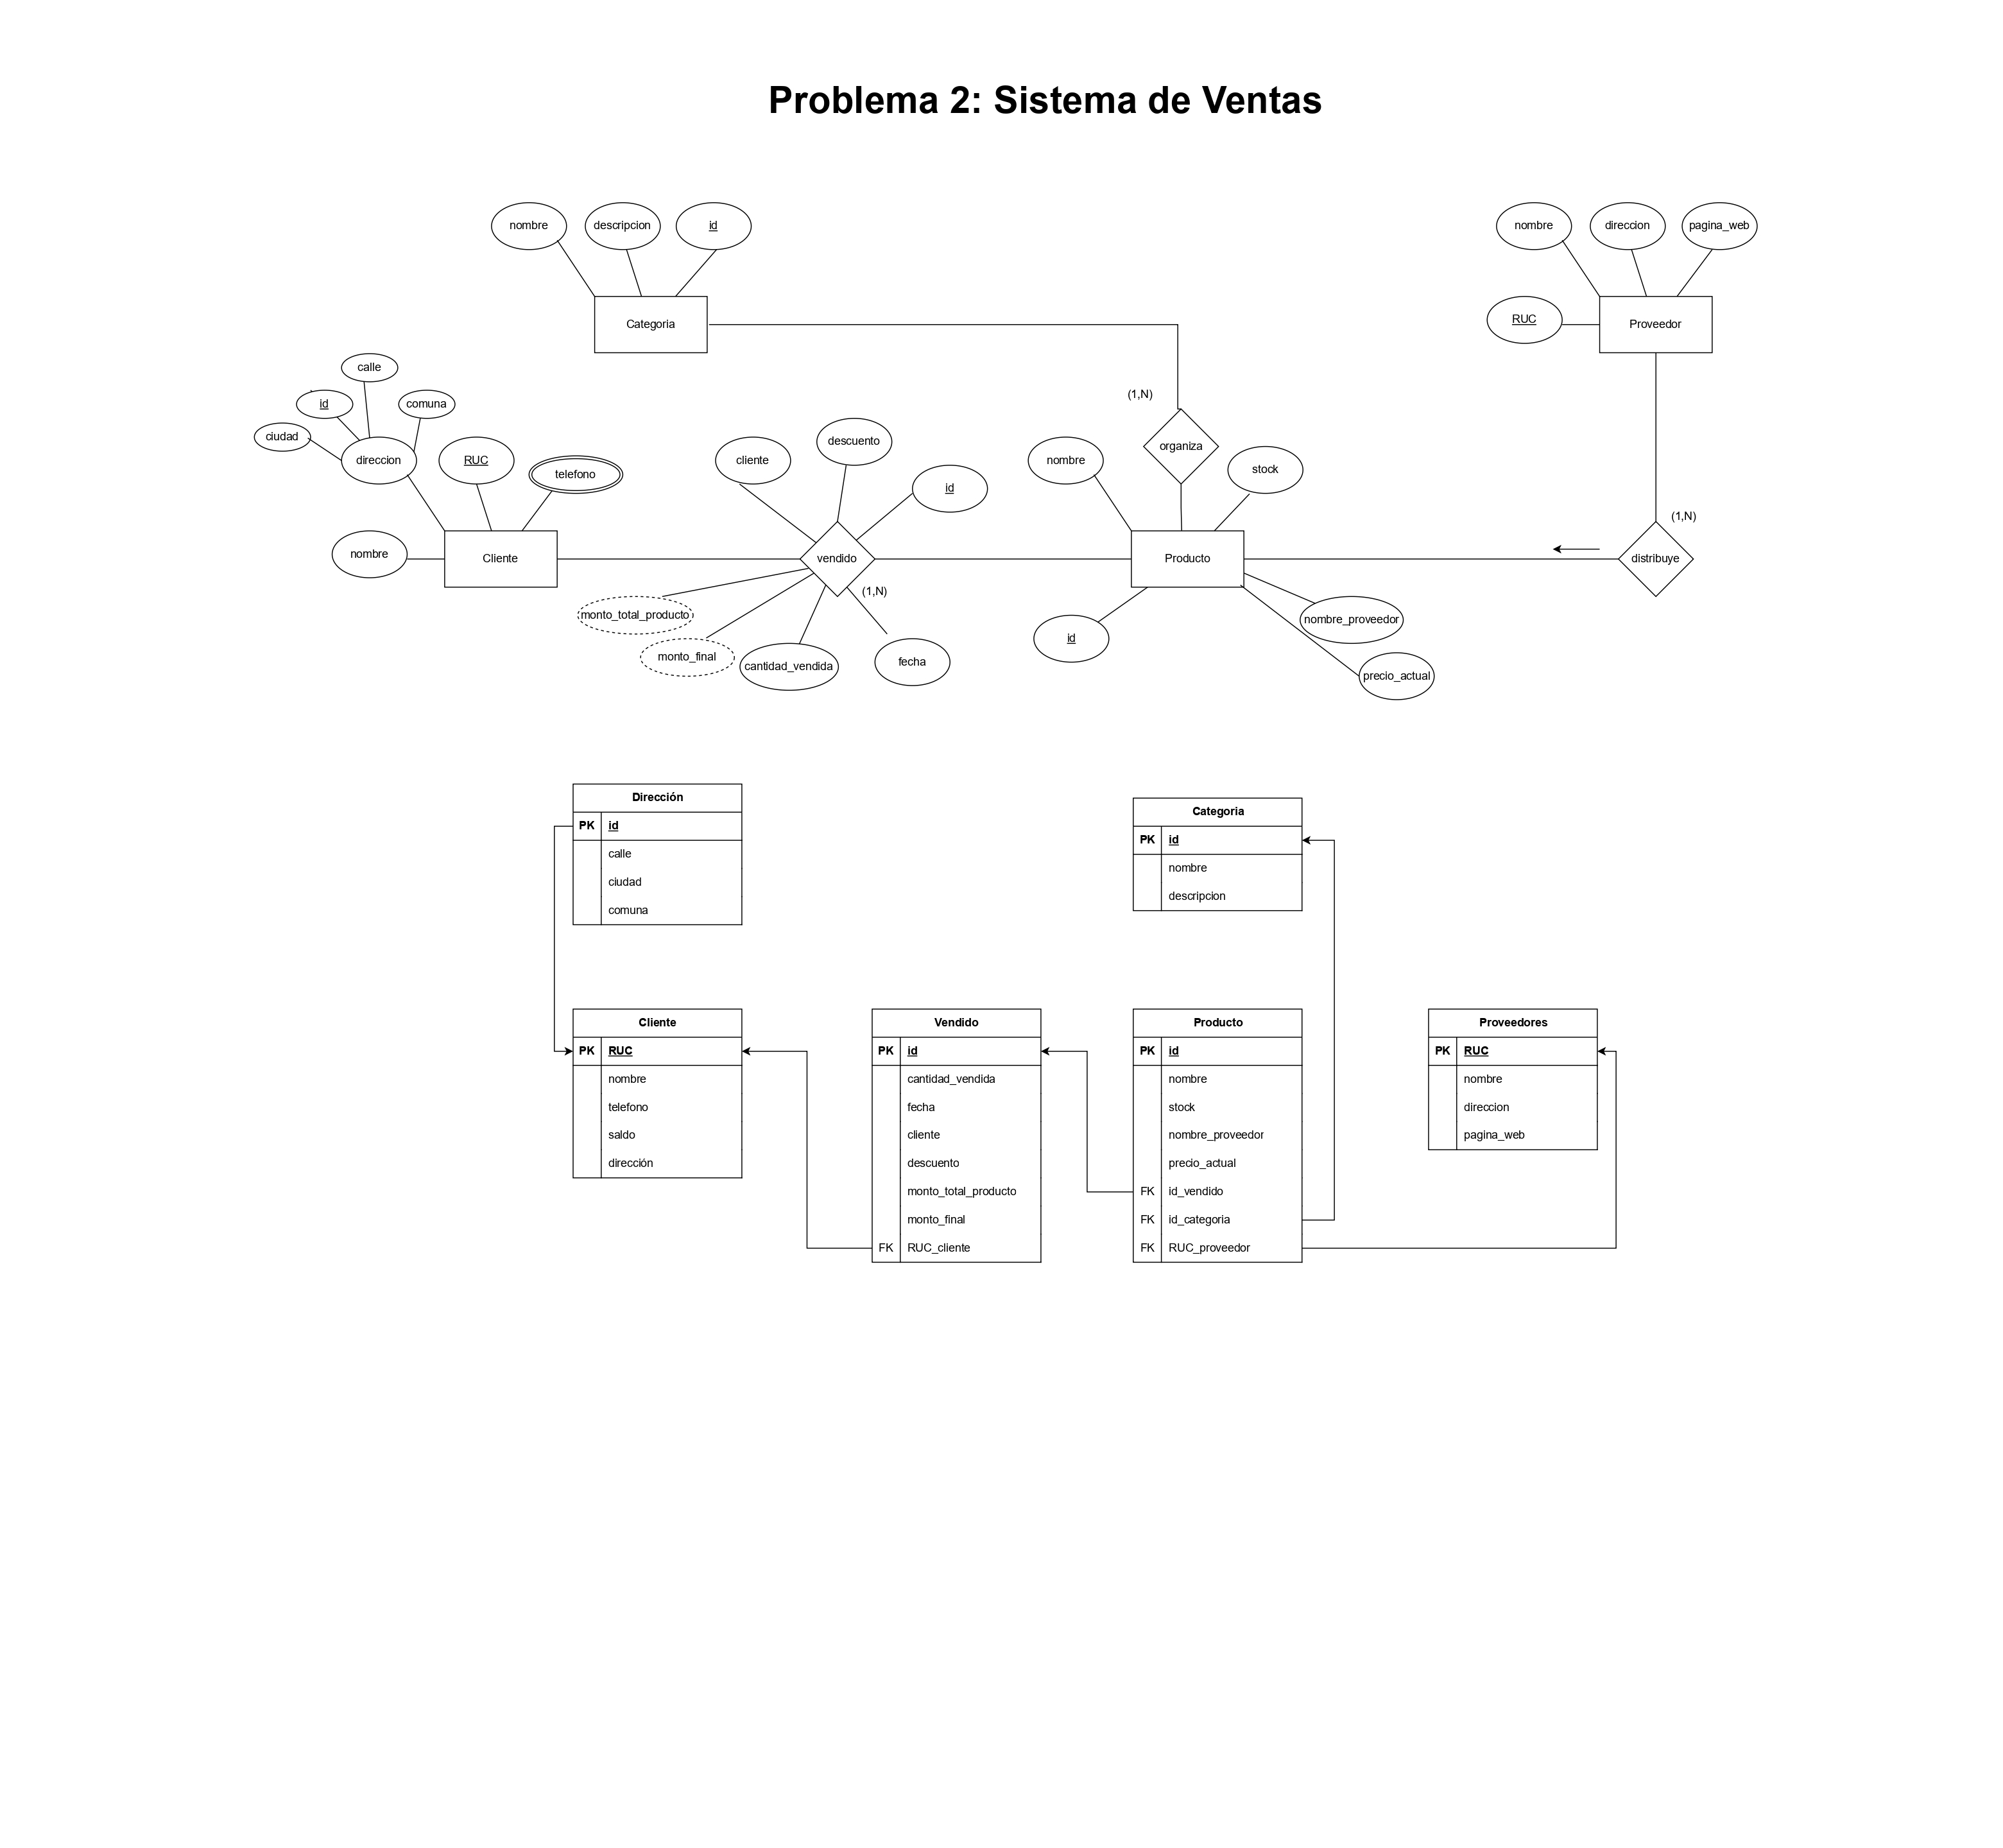 Problema 2: Sistema de Ventas
nombre
descripcion
id
nombre
direccion
pagina_web
Categoria
RUC
Proveedor
calle
id
comuna
ciudad
direccion
RUC
telefono
nombre
Cliente
cliente
descuento
id
vendido
(1,N)
monto_total_producto
monto_final
cantidad_vendida
fecha
(1,N)
organiza
nombre
stock
Producto
id
nombre_proveedor
precio_actual
(1,N)
distribuye
Dirección
PK id
calle
ciudad
comuna
Categoria
PK id
nombre
descripcion
Cliente
PK RUC
nombre
telefono
saldo
dirección
Vendido
PK id
cantidad_vendida
fecha
cliente
descuento
monto_total_producto
monto_final
FK RUC_cliente
Producto
PK id
nombre
stock
nombre_proveedor
precio_actual
FK id_vendido
FK id_categoria
FK RUC_proveedor
Proveedores
PK RUC
nombre
direccion
pagina_web